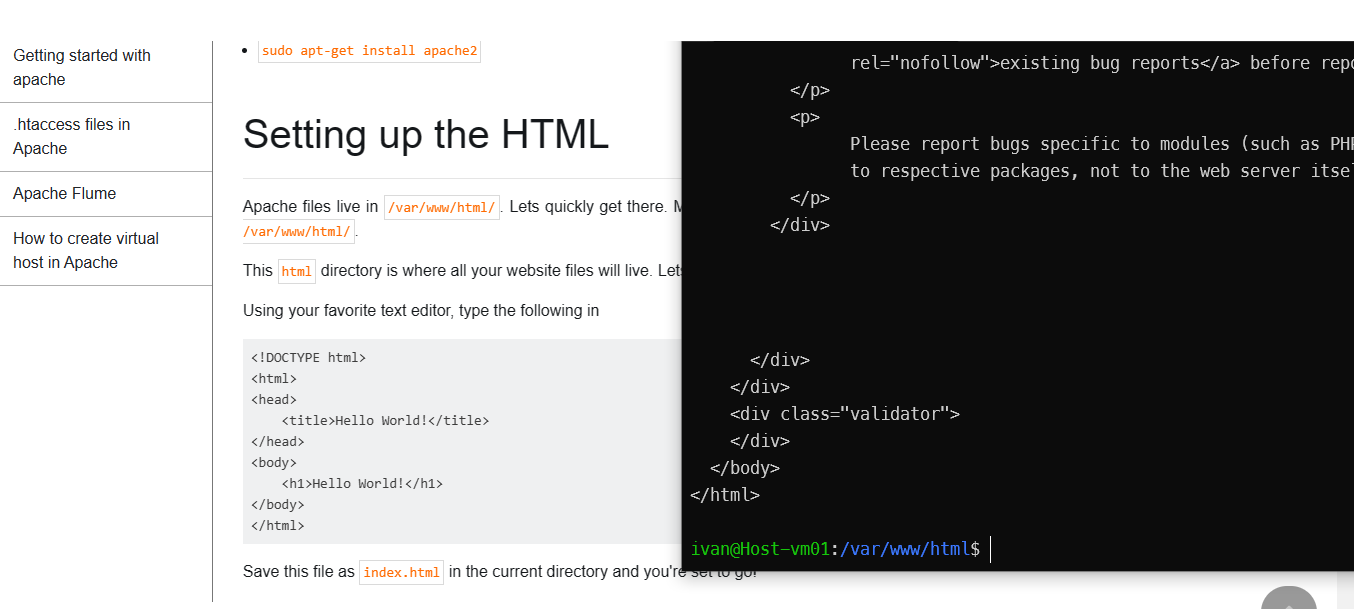 Getting started with
apache
.htaccess files in
Apache
Apache Flume
How to create virtual
host in Apache
• sudo apt-get install apache2
Setting up the HTML
Apache files live in /var/www/html/. Lets quickly get there. M
/var/www/html/.
This html directory is where all your website files will live. Let
Using your favorite text editor, type the following in
<!DOCTYPE html>
<html>
<head>
    <title>Hello World!</title>
</head>
<body>
    <h1>Hello World!</h1>
</body>
</html>
Save this file as index.html in the current directory and you're set to go!
                rel="nofollow">existing bug reports</a> before repo
          </p>
          <p>
                Please report bugs specific to modules (such as PHP
                to respective packages, not to the web server itsel
          </p>
        </div>
      </div>
    </div>
    <div class="validator">
    </div>
  </body>
</html>
ivan@Host-vm01:/var/www/html$